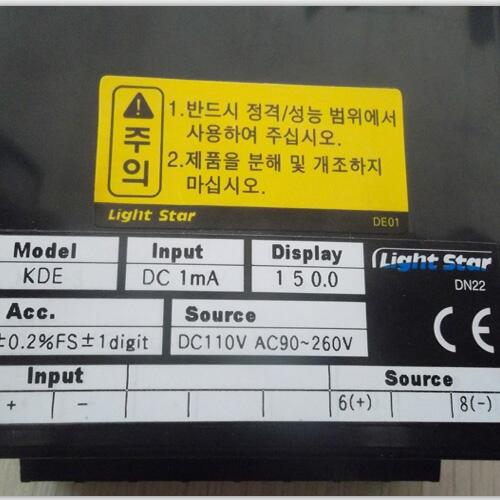 주의
1.반드시 정격/성능 범위에서
사용하여 주십시오.
2.제품을 분해 및 개조하지
마십시오.
Light Star DE01
Model Input Display
KDE DC 1mA 150.0
Light Star
DN22
Acc. Source
±0.2%FS±1digit DC110V AC90~260V
CE
Input Source
+ - 6(+) 8(-)